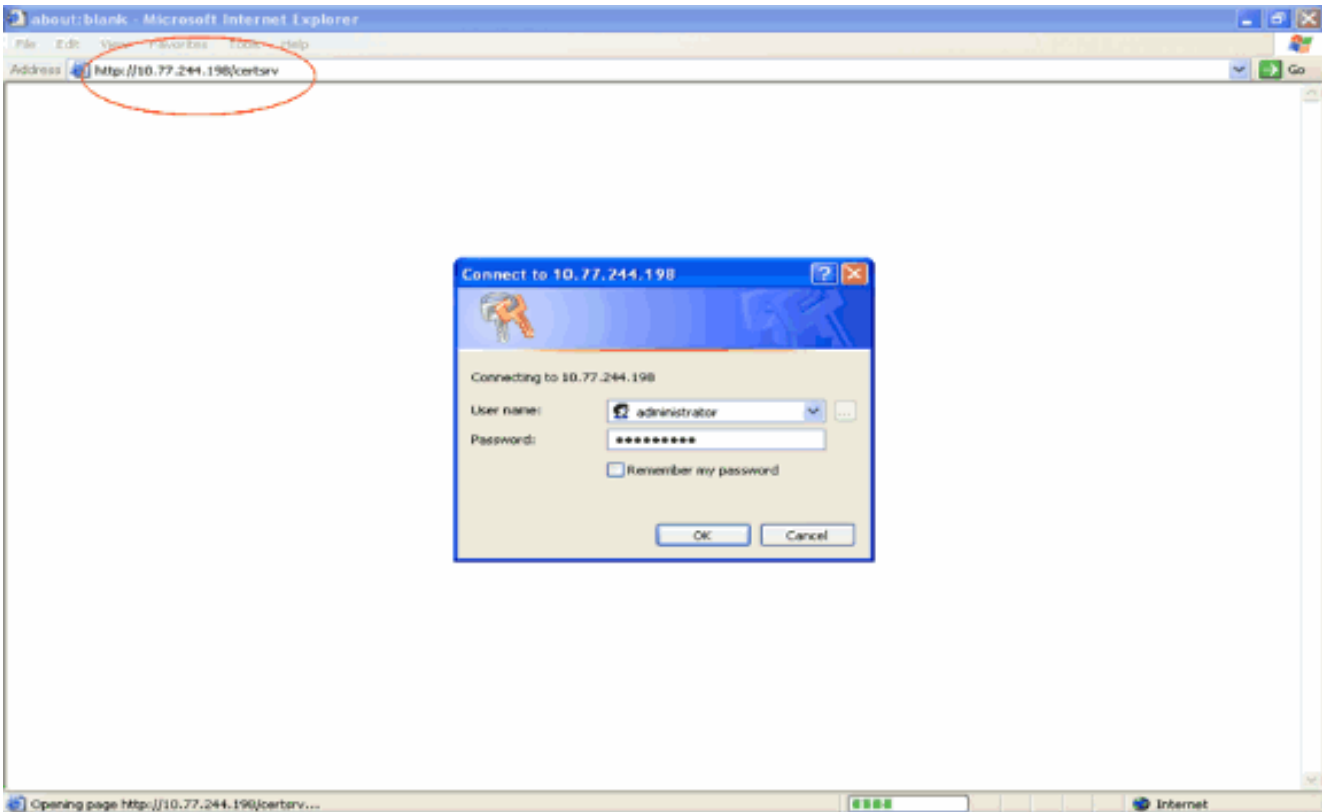 about:blank - Microsoft Internet Explorer
File Edit View Favorites Tools Help
Address http://10.77.244.198/certsrv Go
Connect to 10.77.244.198
Connecting to 10.77.244.198
User name: administrator
Password: •••••••••
Remember my password
OK Cancel
Opening page http://10.77.244.198/certsrv... Internet